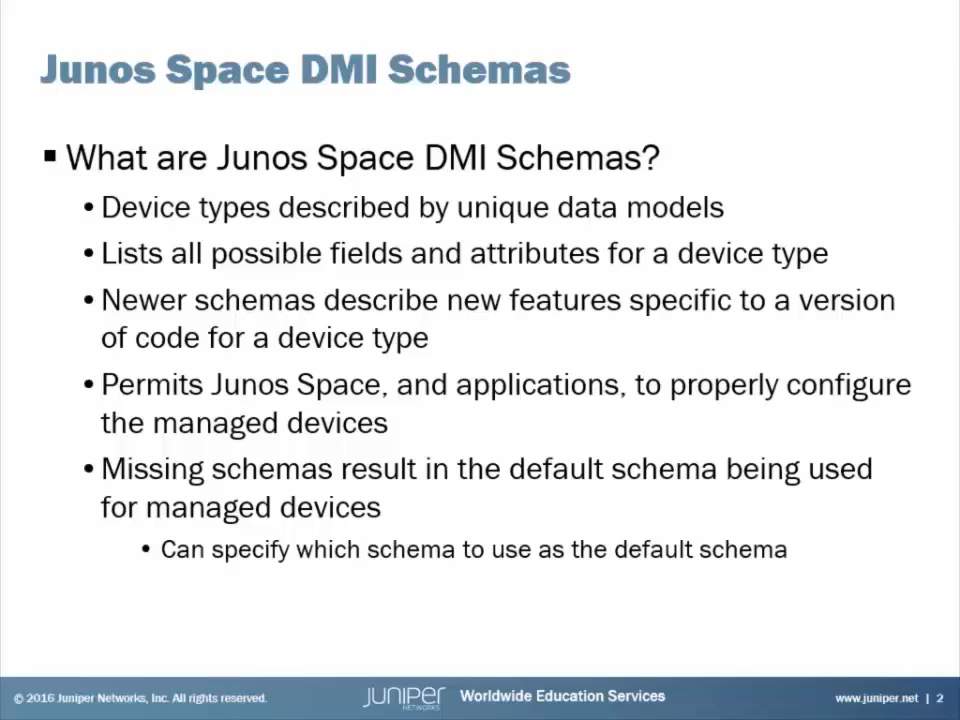 Junos Space DMI Schemas
▪ What are Junos Space DMI Schemas?
• Device types described by unique data models
• Lists all possible fields and attributes for a device type
• Newer schemas describe new features specific to a version
of code for a device type
• Permits Junos Space, and applications, to properly configure
the managed devices
• Missing schemas result in the default schema being used
for managed devices
• Can specify which schema to use as the default schema
© 2016 Juniper Networks, Inc. All rights reserved.
JUNIPER
NETWORKS
Worldwide Education Services
www.juniper.net | 2